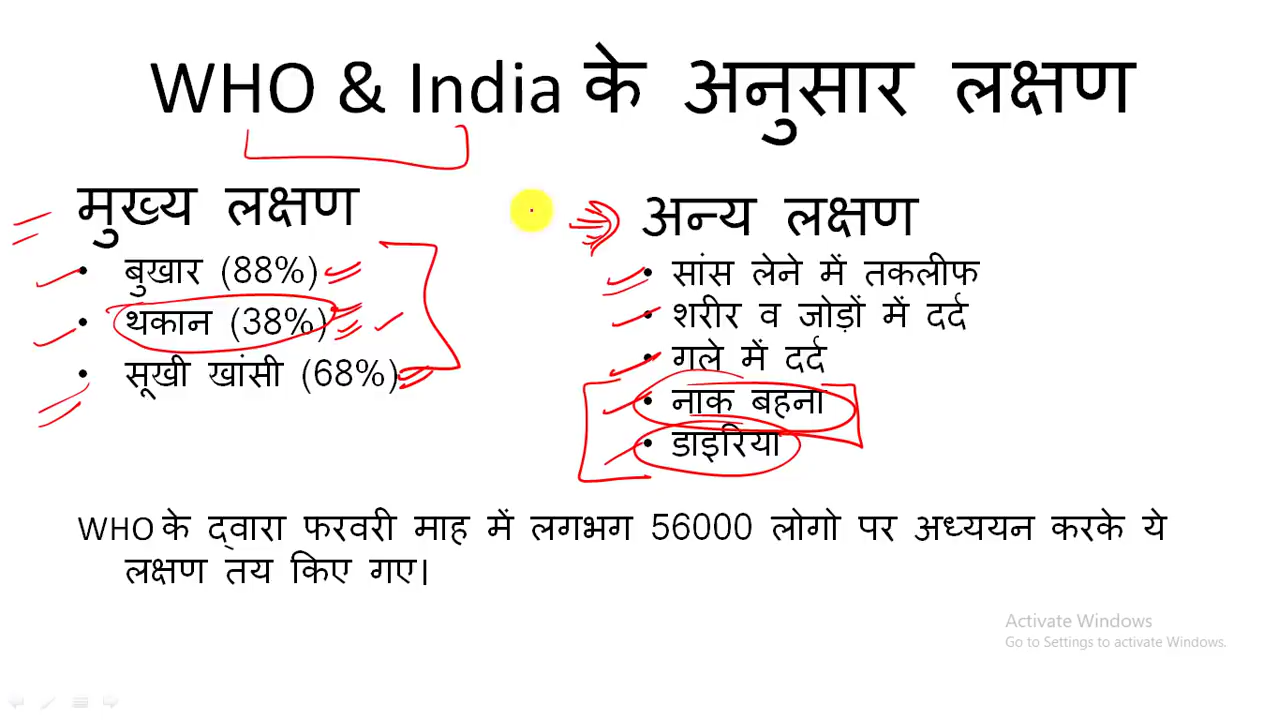 WHO & India के अनुसार लक्षण
मुख्य लक्षण
• बुखार (88%)
• थकान (38%)
• सूखी खांसी (68%)
अन्य लक्षण
• सांस लेने में तकलीफ
• शरीर व जोड़ों में दर्द
• गले में दर्द
• नाक बहना
• डाइरिया
WHO के द्वारा फरवरी माह में लगभग 56000 लोगो पर अध्ययन करके ये
लक्षण तय किए गए।
Activate Windows
Go to Settings to activate Windows.